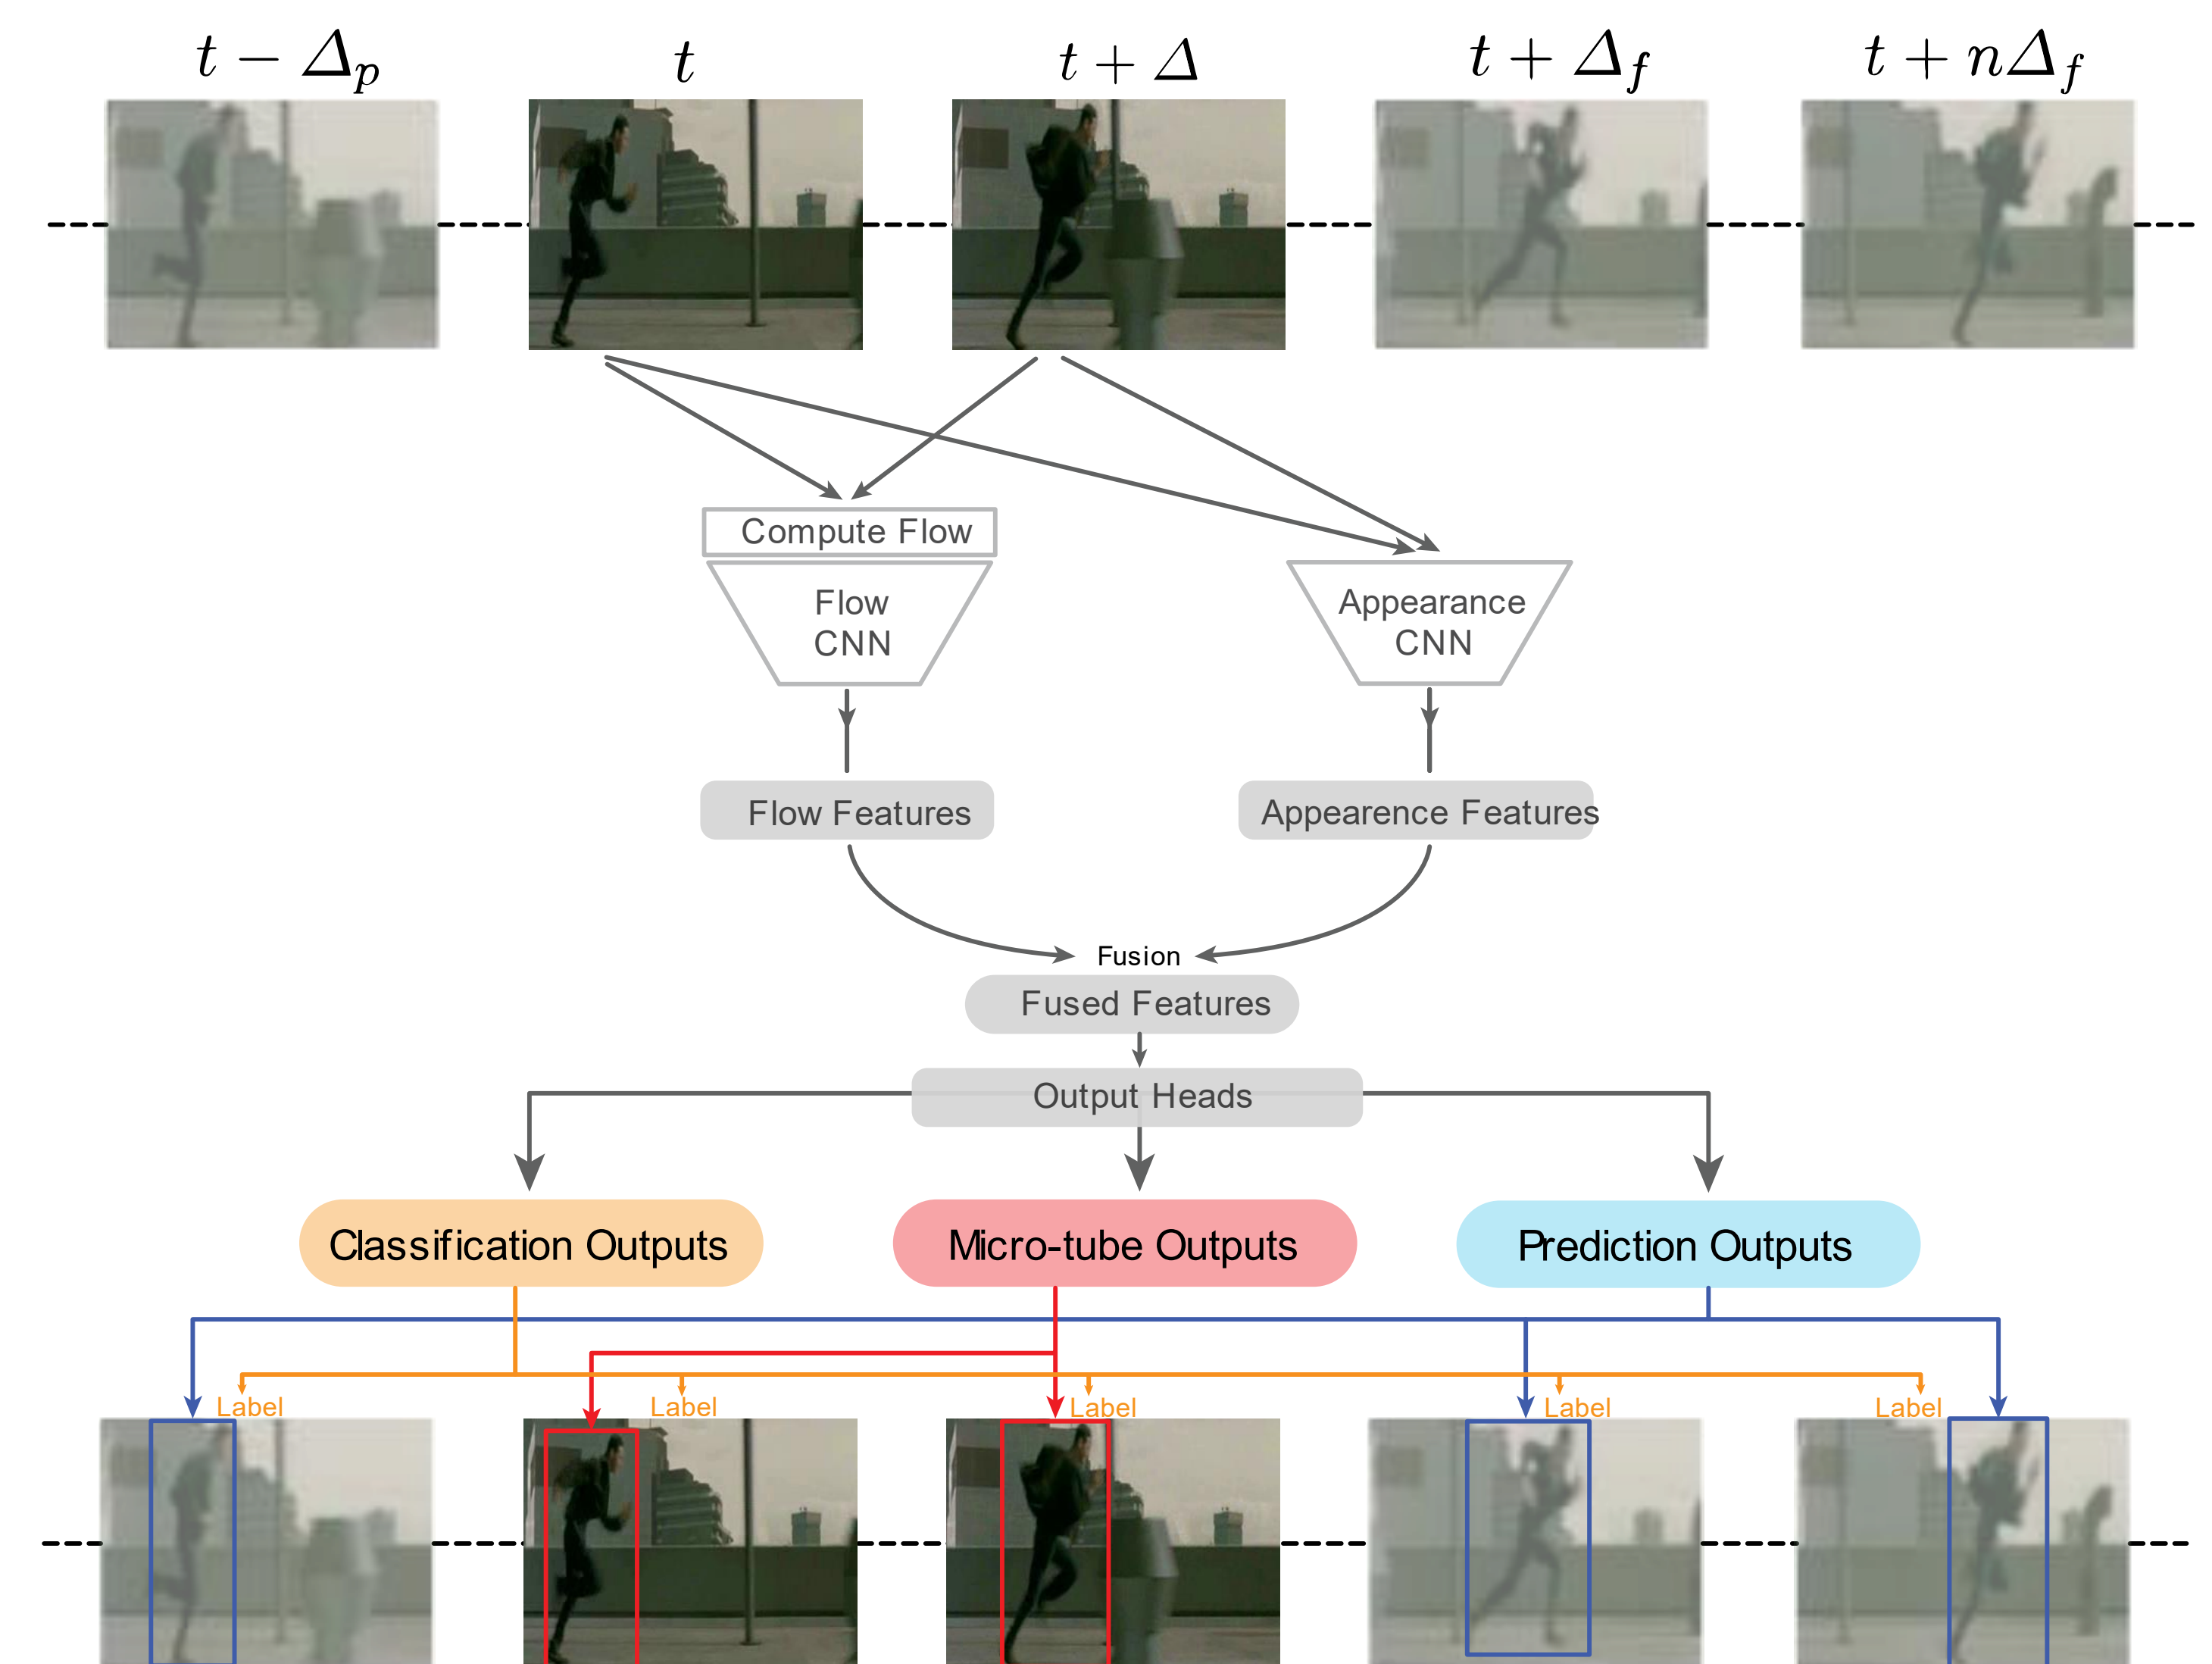 t − Δp
t
t + Δ
t + Δf
t + nΔf
Compute Flow
Flow
CNN
Appearance
CNN
Flow Features
Appearence Features
Fusion
Fused Features
Output Heads
Classification Outputs
Micro-tube Outputs
Prediction Outputs
Label
Label
Label
Label
Label